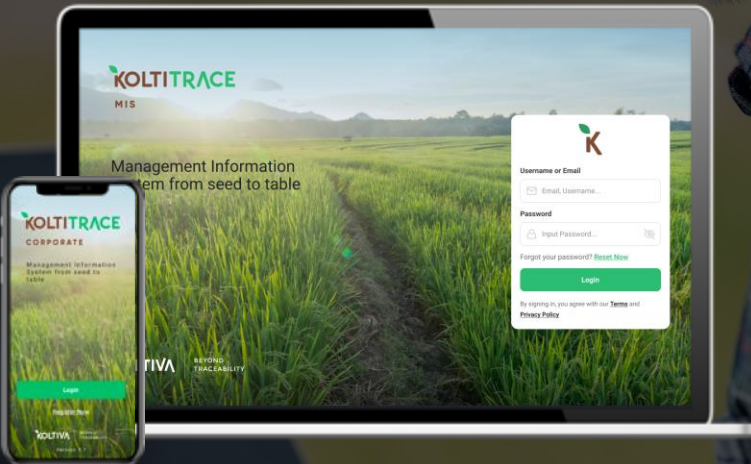 KOLTITRACE
MIS
Management Information
System from seed to table
Username or Email
Email, Username...
Password
Input Password...
Forgot your password? Reset Now
Login
By signing in, you agree with our Terms and
Privacy Policy
BEYOND
TRACEABILITY
KOLTITRACE
CORPORATE
Management Information
System from seed to
table
Login
Register Now
KOLTIVA